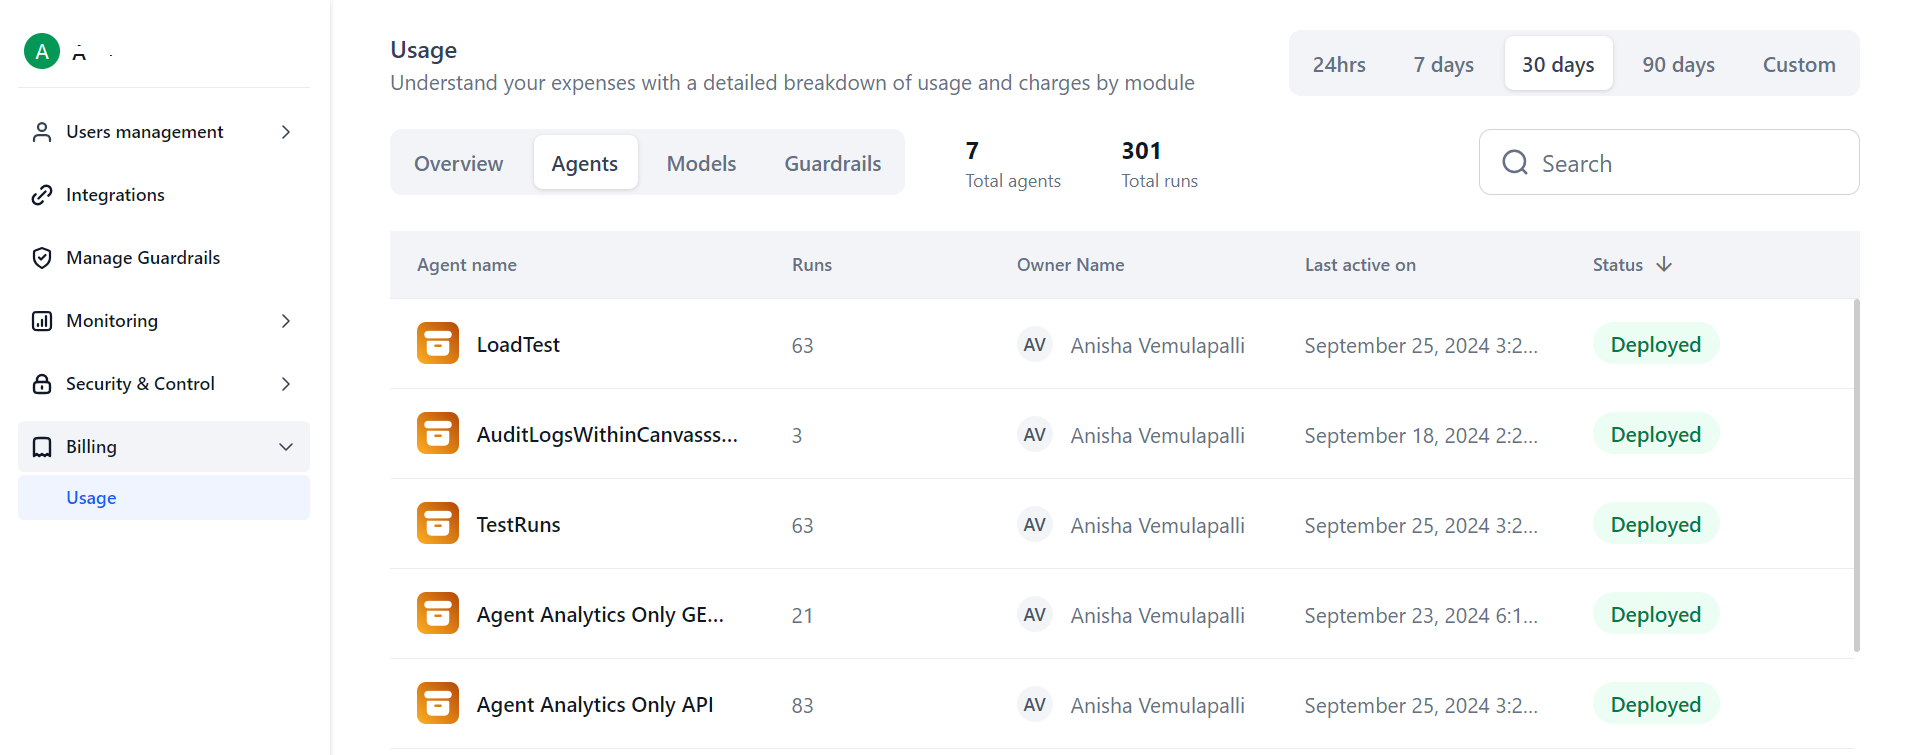 A
Users management
Integrations
Manage Guardrails
Monitoring
Security & Control
Billing
Usage
Usage
Understand your expenses with a detailed breakdown of usage and charges by module
24hrs 7 days 30 days 90 days Custom
Overview Agents Models Guardrails
7
Total agents
301
Total runs
Search
Agent name Runs Owner Name Last active on Status
LoadTest 63 AV Anisha Vemulapalli September 25, 2024 3:2... Deployed
AuditLogsWithinCanvasss... 3 AV Anisha Vemulapalli September 18, 2024 2:2... Deployed
TestRuns 63 AV Anisha Vemulapalli September 25, 2024 3:2... Deployed
Agent Analytics Only GE... 21 AV Anisha Vemulapalli September 23, 2024 6:1... Deployed
Agent Analytics Only API 83 AV Anisha Vemulapalli September 25, 2024 3:2... Deployed